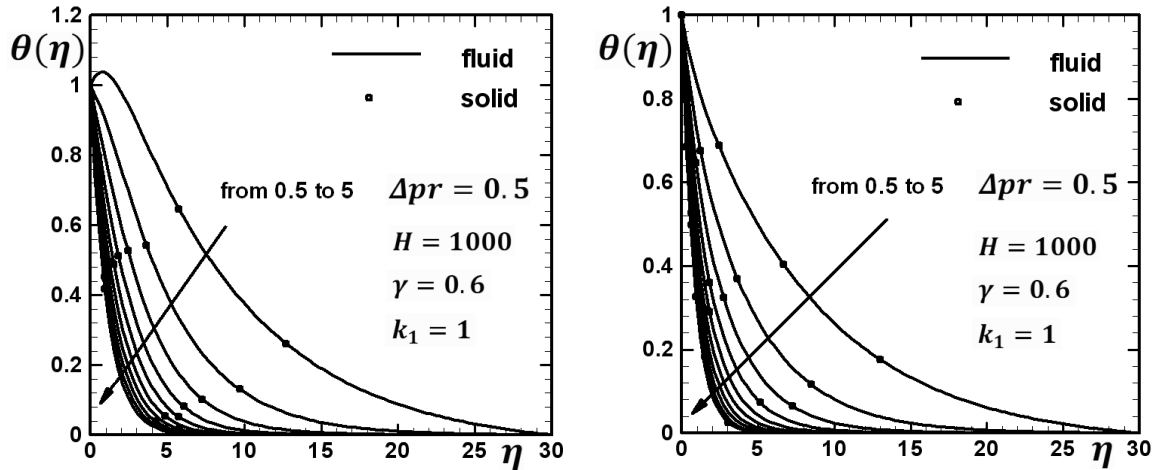 1.2
θ(η)
1
0.8
0.6
0.4
0.2
0
fluid
solid
from 0.5 to 5
Δpr = 0.5
H = 1000
γ = 0.6
k₁ = 1
0 5 10 15 20 25 30
η
1
θ(η)
0.8
0.6
0.4
0.2
0
fluid
solid
from 0.5 to 5
Δpr = 0.5
H = 1000
γ = 0.6
k₁ = 1
0 5 10 15 20 25 30
η